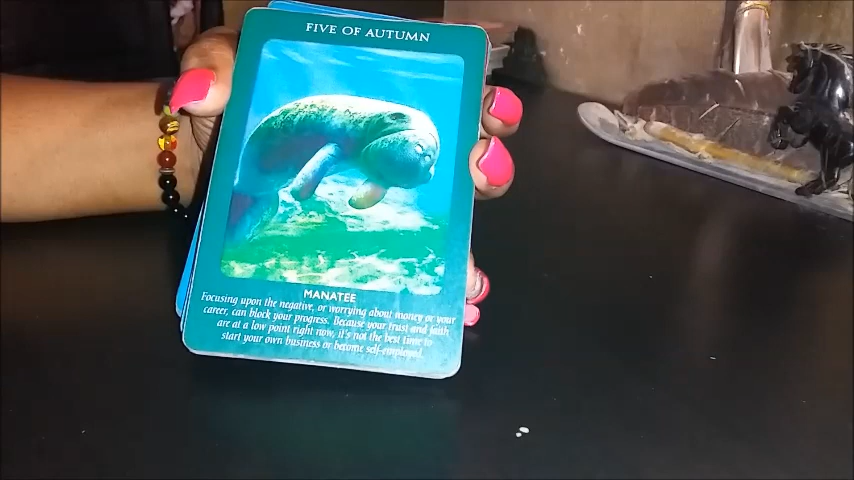 FIVE OF AUTUMN
MANATEE
Focusing upon the negative, or worrying about money or your
career, can block your progress. Because your trust and faith
are at a low point right now, it's not the best time to
start your own business or become self-employed.